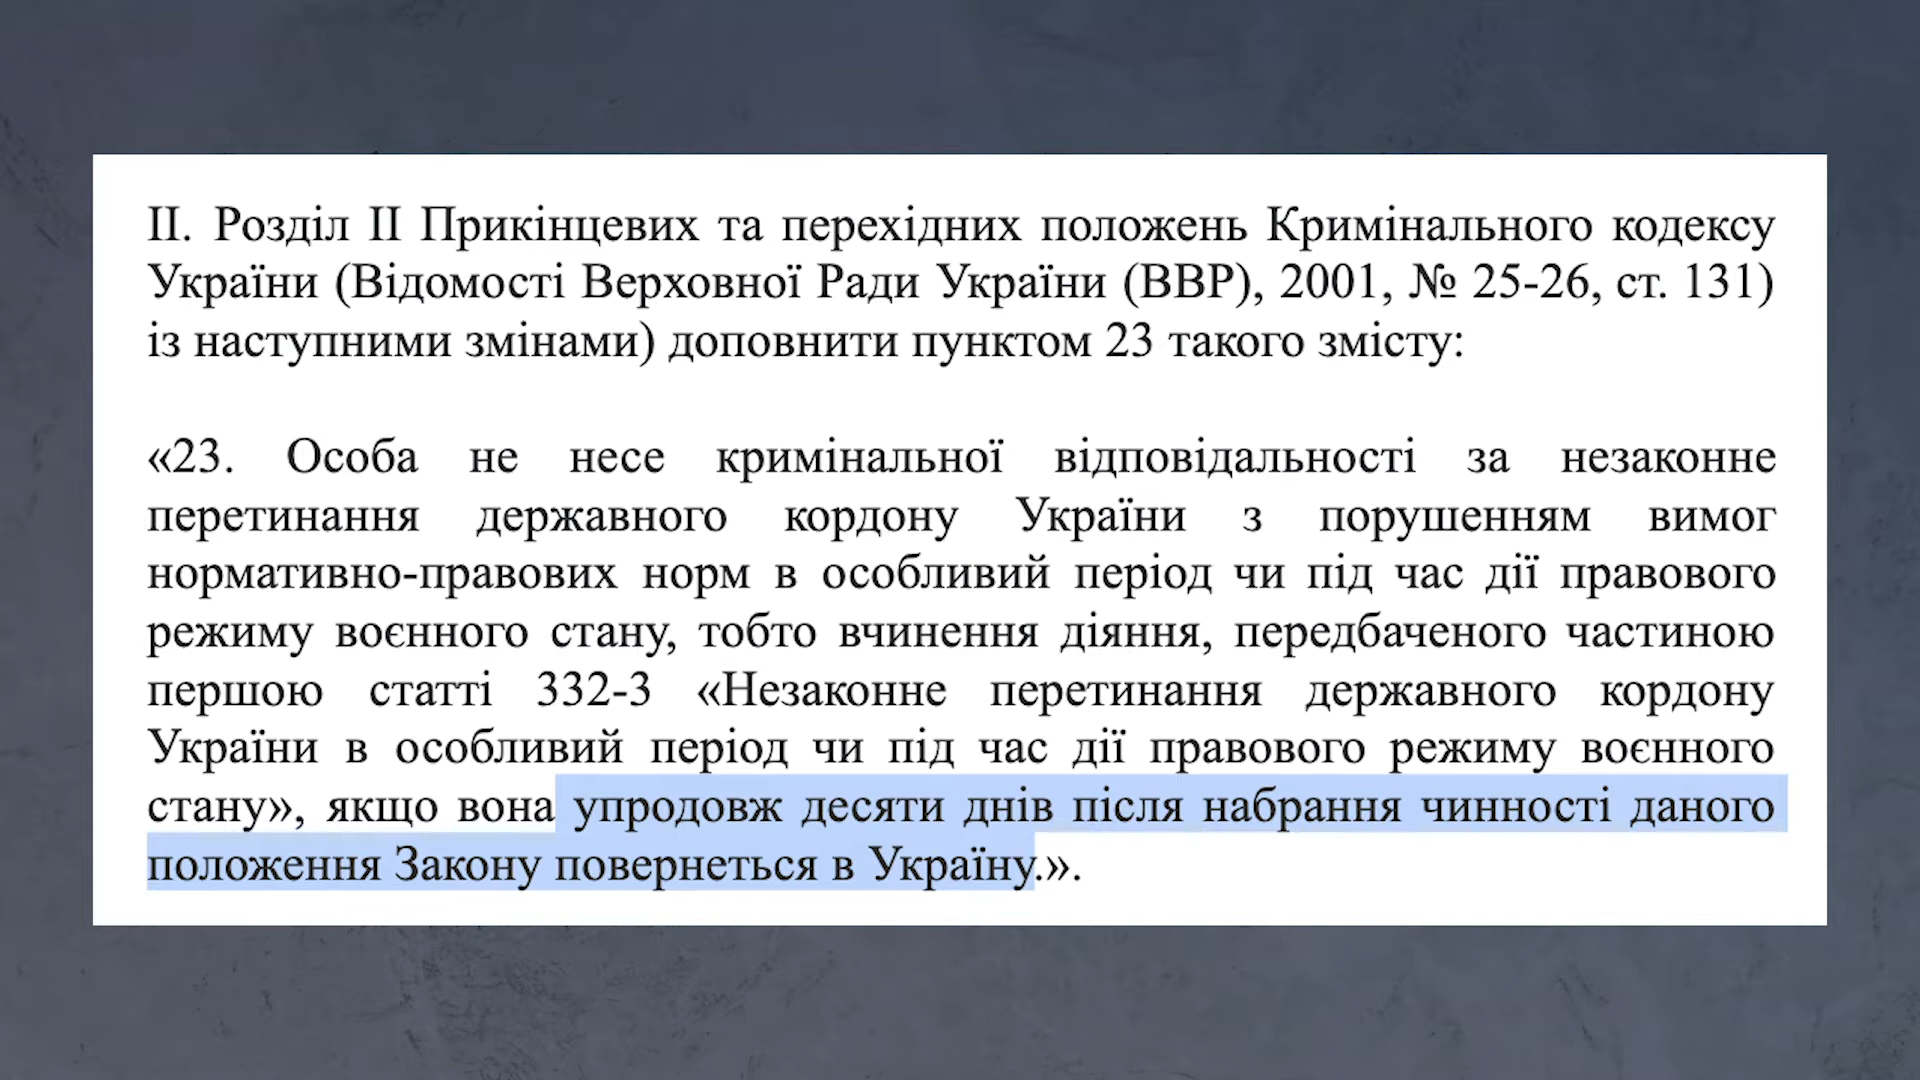 ІІ. Розділ ІІ Прикінцевих та перехідних положень Кримінального кодексу
України (Відомості Верховної Ради України (ВВР), 2001, № 25-26, ст. 131)
із наступними змінами) доповнити пунктом 23 такого змісту:
«23. Особа не несе кримінальної відповідальності за незаконне
перетинання державного кордону України з порушенням вимог
нормативно-правових норм в особливий період чи під час дії правового
режиму воєнного стану, тобто вчинення діяння, передбаченого частиною
першою статті 332-3 «Незаконне перетинання державного кордону
України в особливий період чи під час дії правового режиму воєнного
стану», якщо вона упродовж десяти днів після набрання чинності даного
положення Закону повернеться в Україну.».